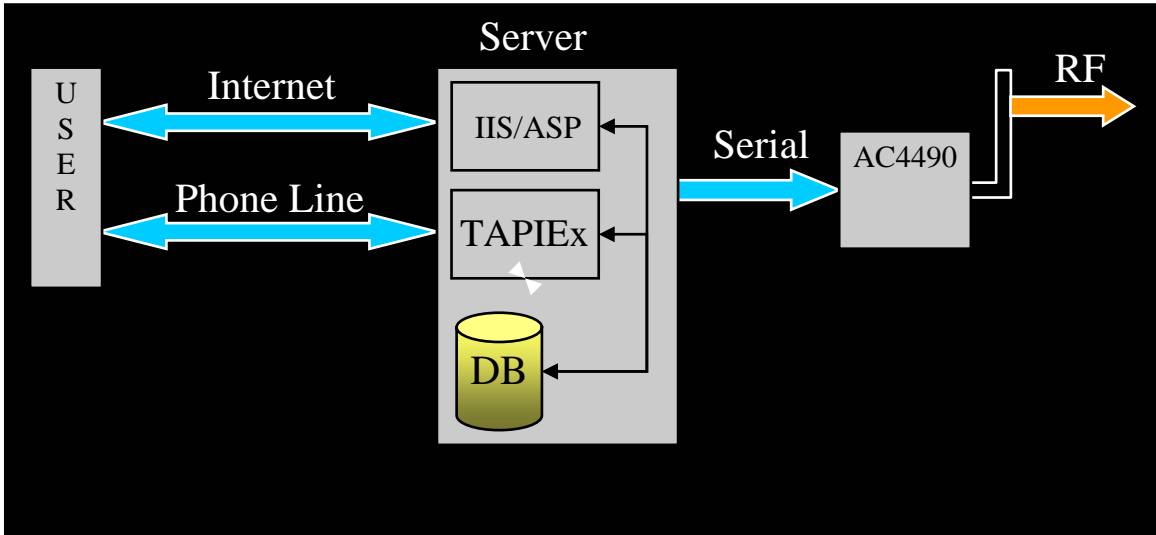 Server
U
S
E
R
Internet
Phone Line
IIS/ASP
TAPIEx
DB
Serial
AC4490
RF